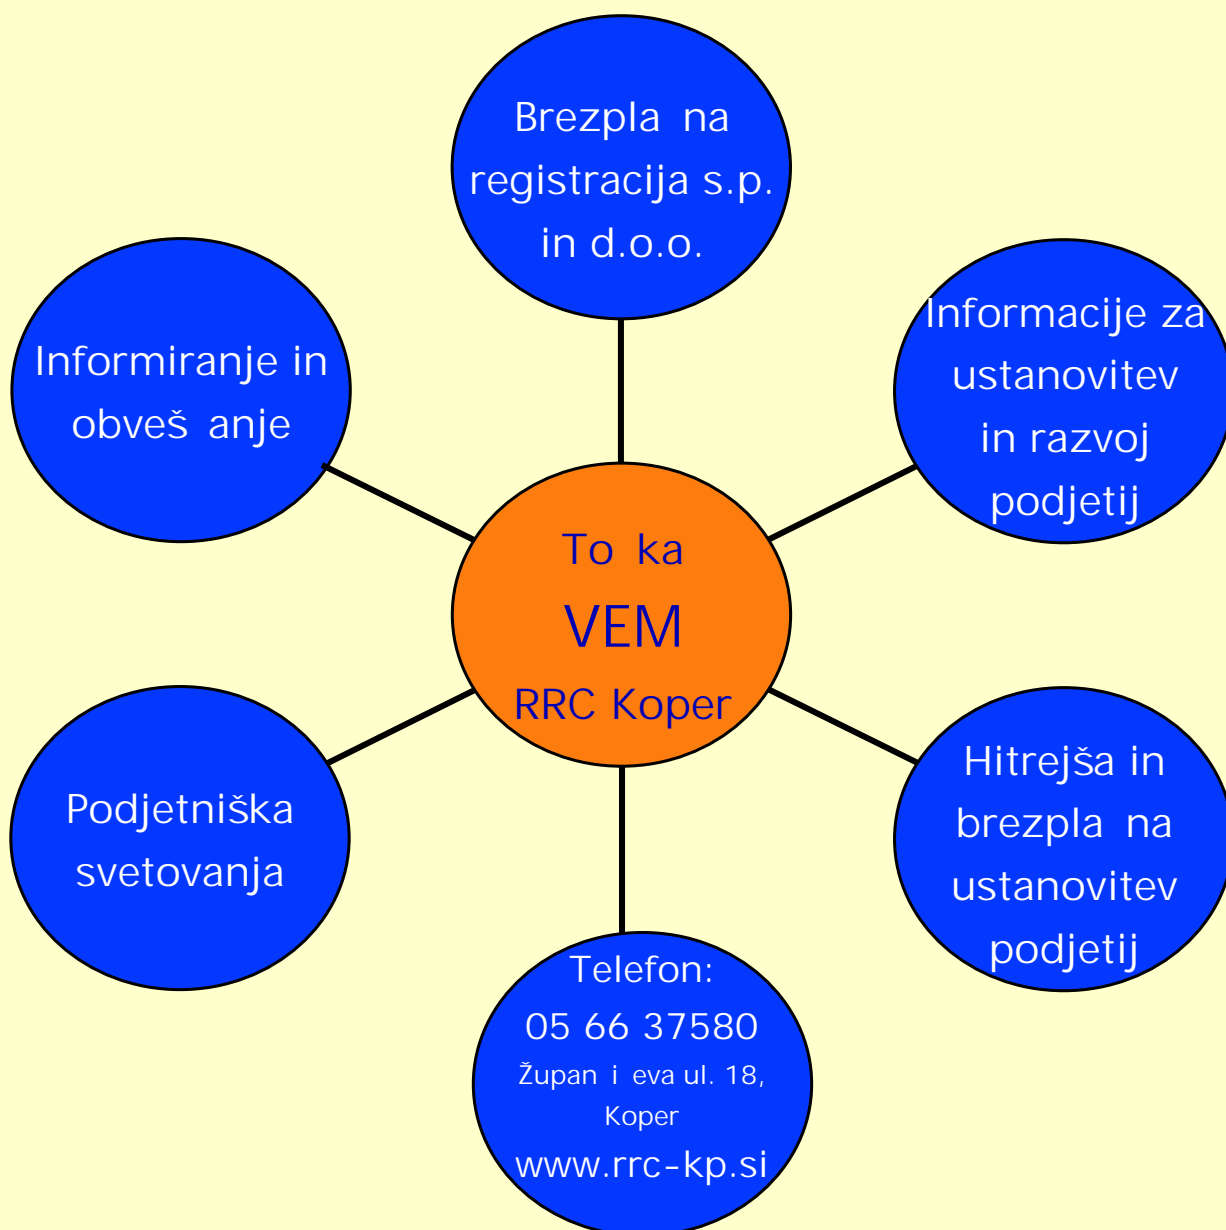 Brezpla na
registracija s.p.
in d.o.o.
Informiranje in
obveš anje
Informacije za
ustanovitev
in razvoj
podjetij
To ka
VEM
RRC Koper
Podjetniška
svetovanja
Hitrejša in
brezpla na
ustanovitev
podjetij
Telefon:
05 66 37580
Župan i eva ul. 18,
Koper
www.rrc-kp.si